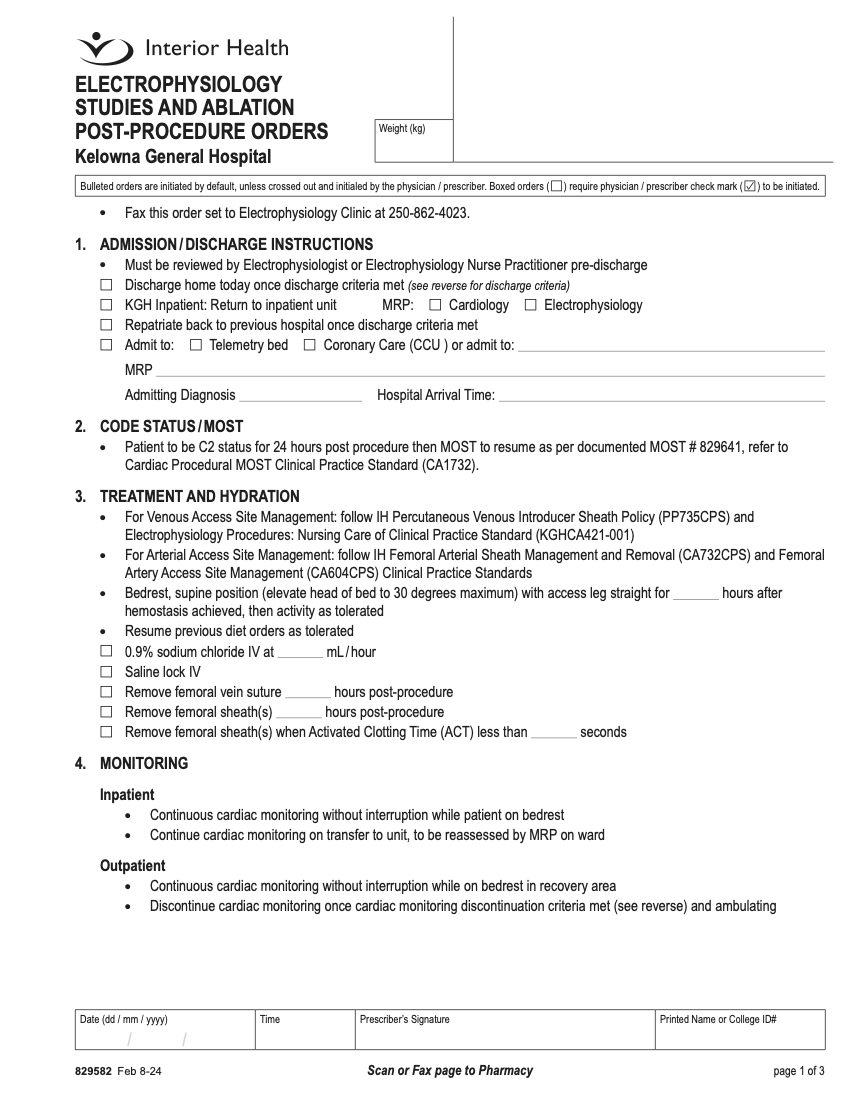 Interior Health
ELECTROPHYSIOLOGY
STUDIES AND ABLATION
POST-PROCEDURE ORDERS
Kelowna General Hospital
Weight (kg)
Bulleted orders are initiated by default, unless crossed out and initialed by the physician / prescriber. Boxed orders (☐) require physician / prescriber check mark (☑) to be initiated.
• Fax this order set to Electrophysiology Clinic at 250-862-4023.
1. ADMISSION / DISCHARGE INSTRUCTIONS
• Must be reviewed by Electrophysiologist or Electrophysiology Nurse Practitioner pre-discharge
☐ Discharge home today once discharge criteria met (see reverse for discharge criteria)
☐ KGH Inpatient: Return to inpatient unit MRP: ☐ Cardiology ☐ Electrophysiology
☐ Repatriate back to previous hospital once discharge criteria met
☐ Admit to: ☐ Telemetry bed ☐ Coronary Care (CCU ) or admit to: ______
MRP ______
Admitting Diagnosis ______ Hospital Arrival Time: ______
2. CODE STATUS / MOST
• Patient to be C2 status for 24 hours post procedure then MOST to resume as per documented MOST # 829641, refer to
Cardiac Procedural MOST Clinical Practice Standard (CA1732).
3. TREATMENT AND HYDRATION
• For Venous Access Site Management: follow IH Percutaneous Venous Introducer Sheath Policy (PP735CPS) and
Electrophysiology Procedures: Nursing Care of Clinical Practice Standard (KGHCA421-001)
• For Arterial Access Site Management: follow IH Femoral Arterial Sheath Management and Removal (CA732CPS) and Femoral
Artery Access Site Management (CA604CPS) Clinical Practice Standards
• Bedrest, supine position (elevate head of bed to 30 degrees maximum) with access leg straight for ______ hours after
hemostasis achieved, then activity as tolerated
• Resume previous diet orders as tolerated
☐ 0.9% sodium chloride IV at ______ mL / hour
☐ Saline lock IV
☐ Remove femoral vein suture ______ hours post-procedure
☐ Remove femoral sheath(s) ______ hours post-procedure
☐ Remove femoral sheath(s) when Activated Clotting Time (ACT) less than ______ seconds
4. MONITORING
Inpatient
• Continuous cardiac monitoring without interruption while patient on bedrest
• Continue cardiac monitoring on transfer to unit, to be reassessed by MRP on ward
Outpatient
• Continuous cardiac monitoring without interruption while on bedrest in recovery area
• Discontinue cardiac monitoring once cardiac monitoring discontinuation criteria met (see reverse) and ambulating
Date (dd / mm / yyyy) Time Prescriber's Signature Printed Name or College ID#
/ /
829582 Feb 8-24 Scan or Fax page to Pharmacy page 1 of 3